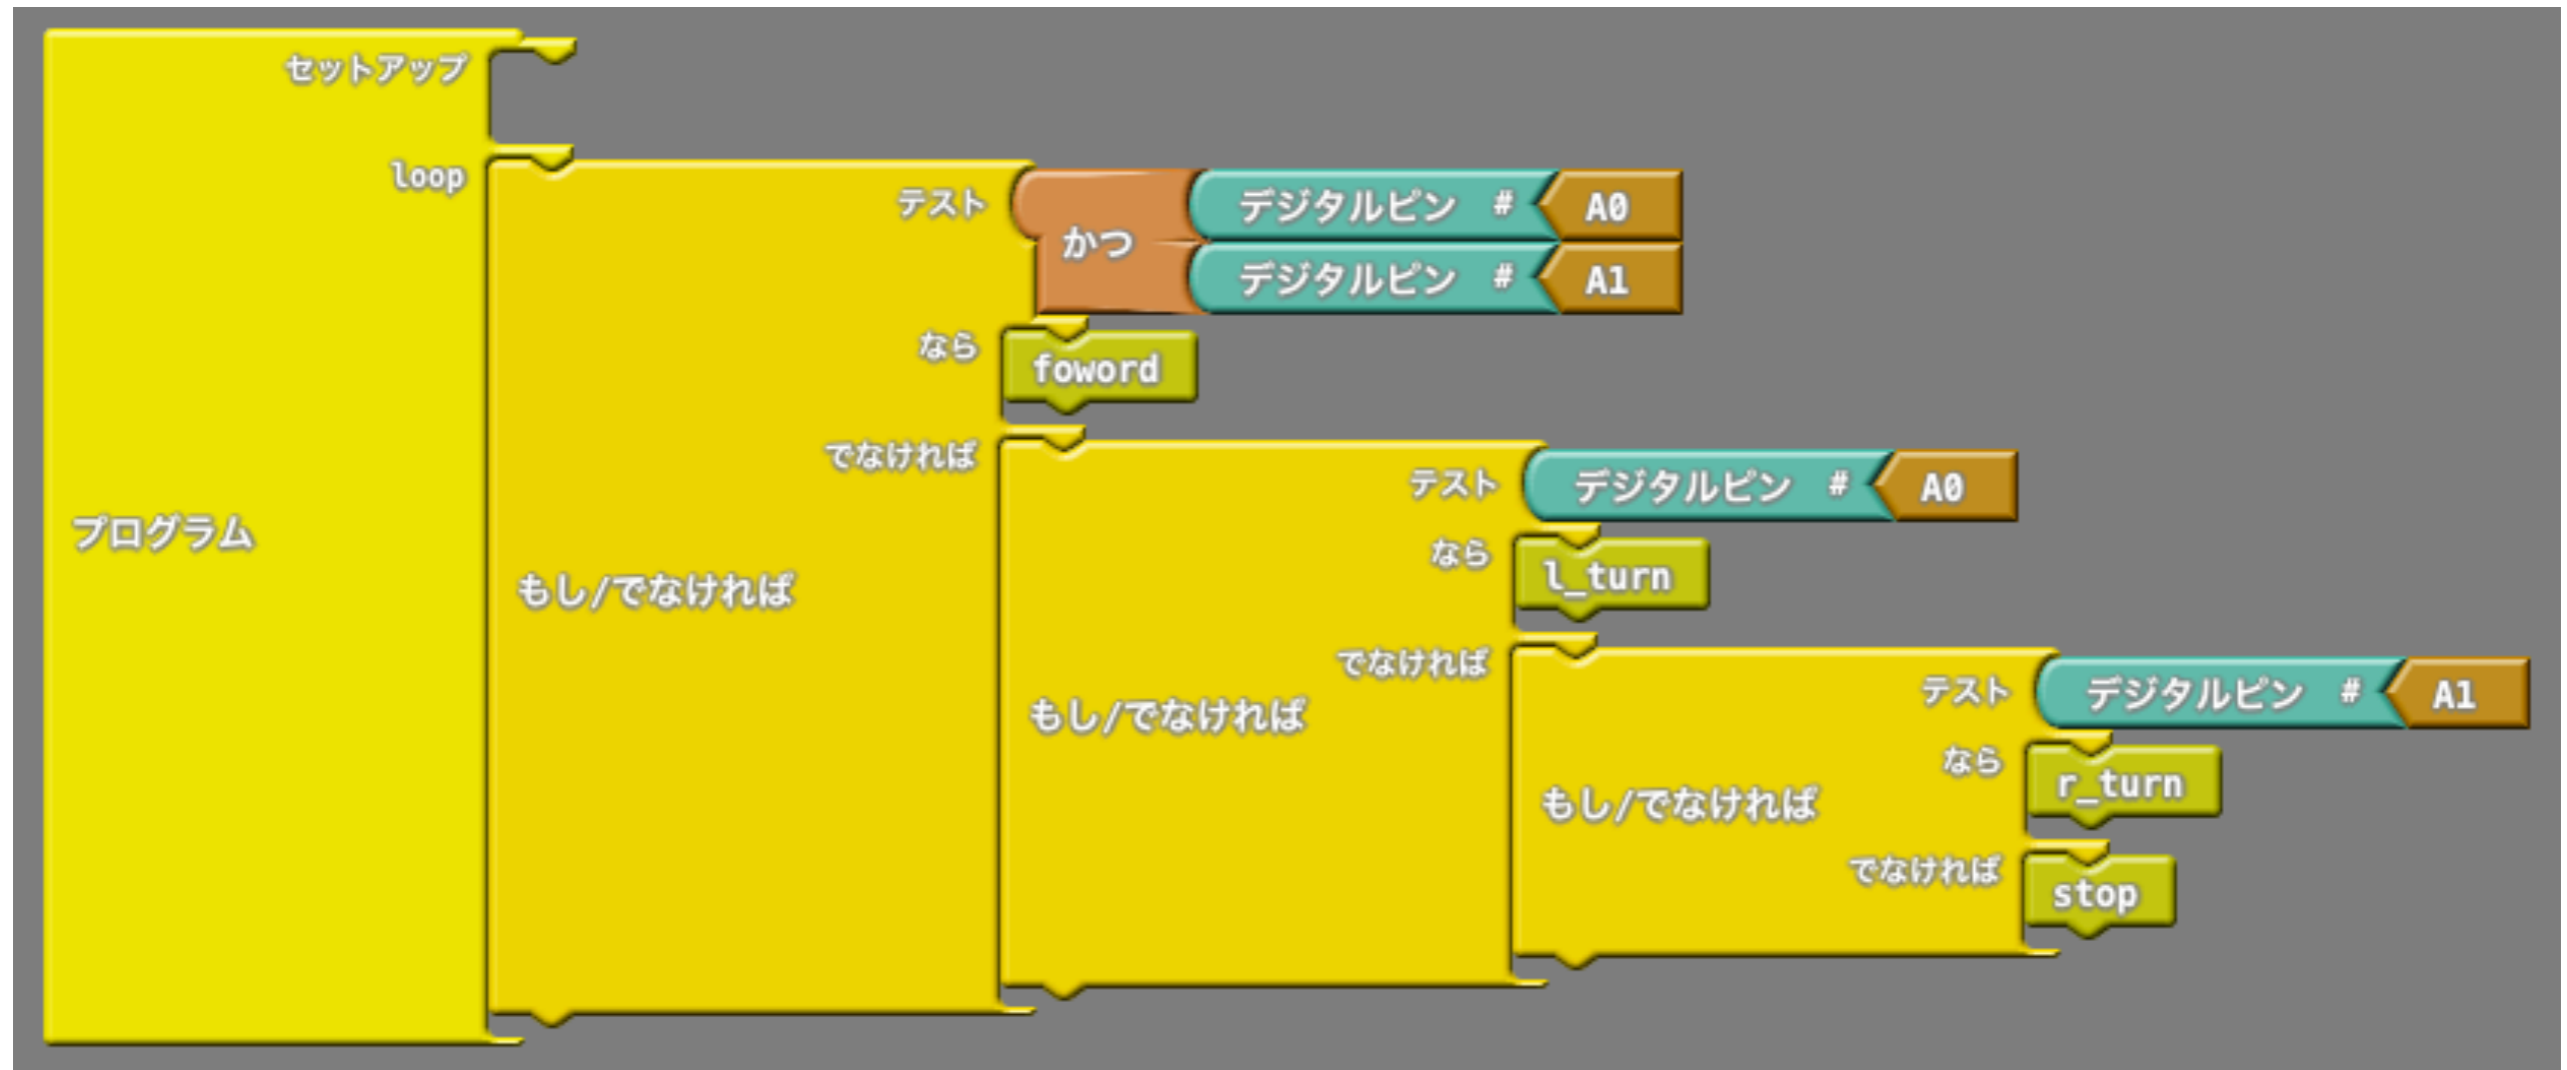 セットアップ
loop
テスト
かつ
デジタルピン #
A0
デジタルピン #
A1
なら
foword
でなければ
テスト
デジタルピン #
A0
プログラム
もし/でなければ
なら
l_turn
でなければ
もし/でなければ
テスト
デジタルピン #
A1
もし/でなければ
なら
r_turn
でなければ
stop